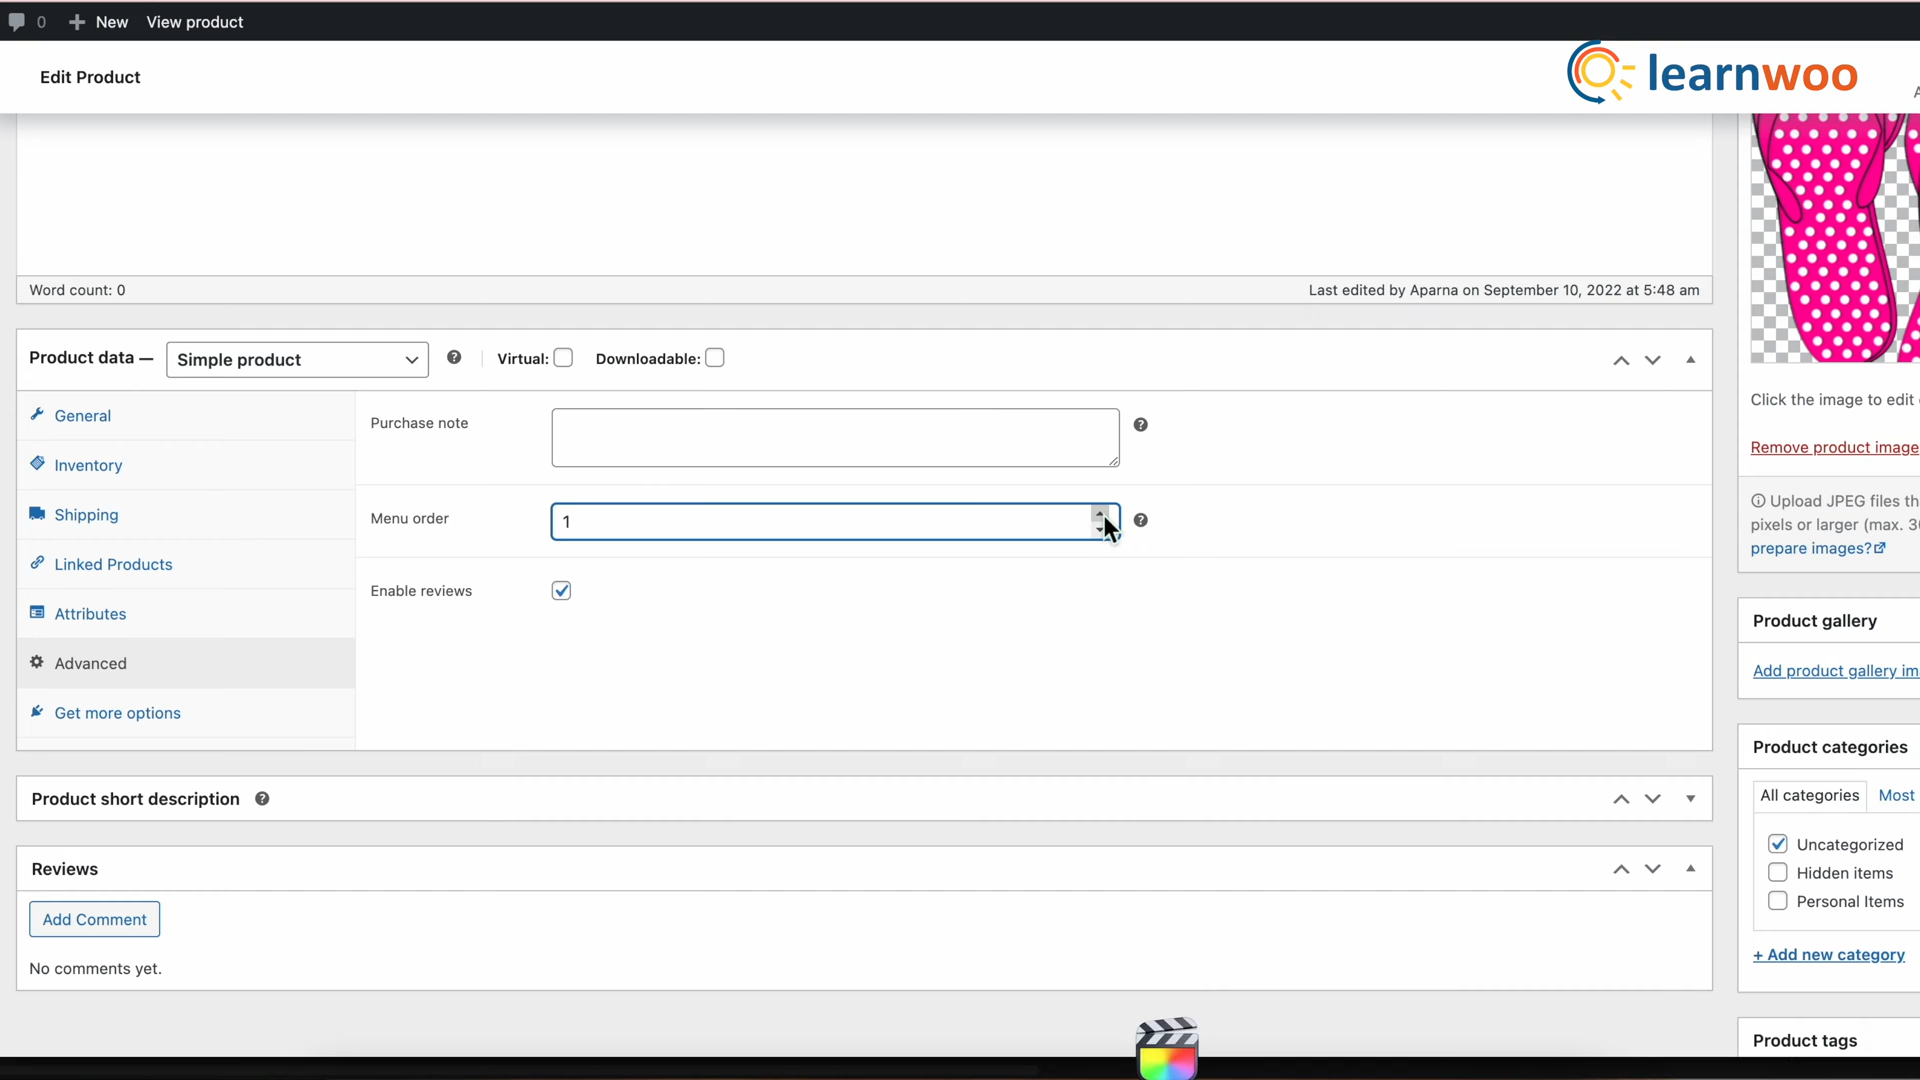 0 New View product
Edit Product
learnwoo
Word count: 0
Last edited by Aparna on September 10, 2022 at 5:48 am
Product data — Simple product Virtual: Downloadable:
General
Inventory
Shipping
Linked Products
Attributes
Advanced
Get more options
Purchase note
Menu order
1
Enable reviews
Product short description
Reviews
Add Comment
No comments yet.
Click the image to edit
Remove product image
Upload JPEG files
pixels or larger (max.
prepare images?
Product gallery
Add product gallery
Product categories
All categories Most
Uncategorized
Hidden items
Personal Items
+ Add new category
Product tags